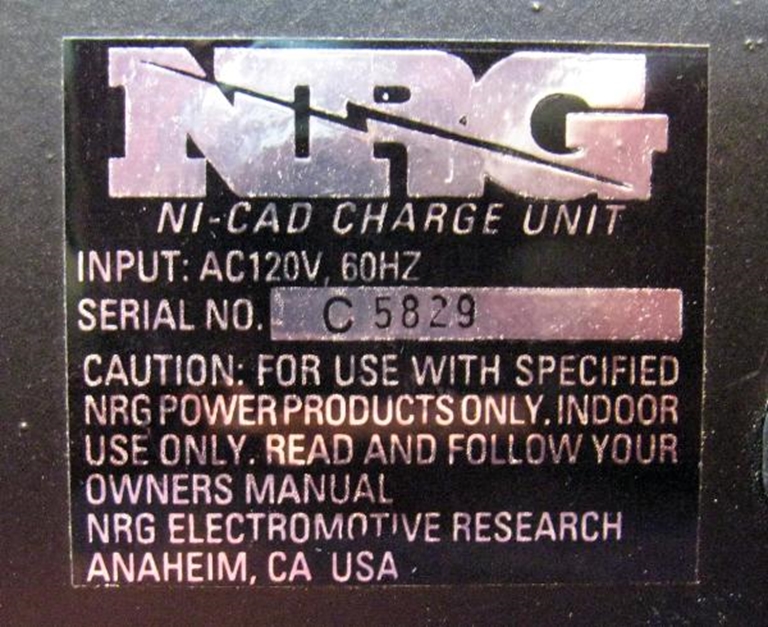 NRG
NI-CAD CHARGE UNIT
INPUT: AC120V, 60HZ
SERIAL NO. C 5829
CAUTION: FOR USE WITH SPECIFIED
NRG POWER PRODUCTS ONLY. INDOOR
USE ONLY. READ AND FOLLOW YOUR
OWNERS MANUAL
NRG ELECTROMOTIVE RESEARCH
ANAHEIM, CA USA